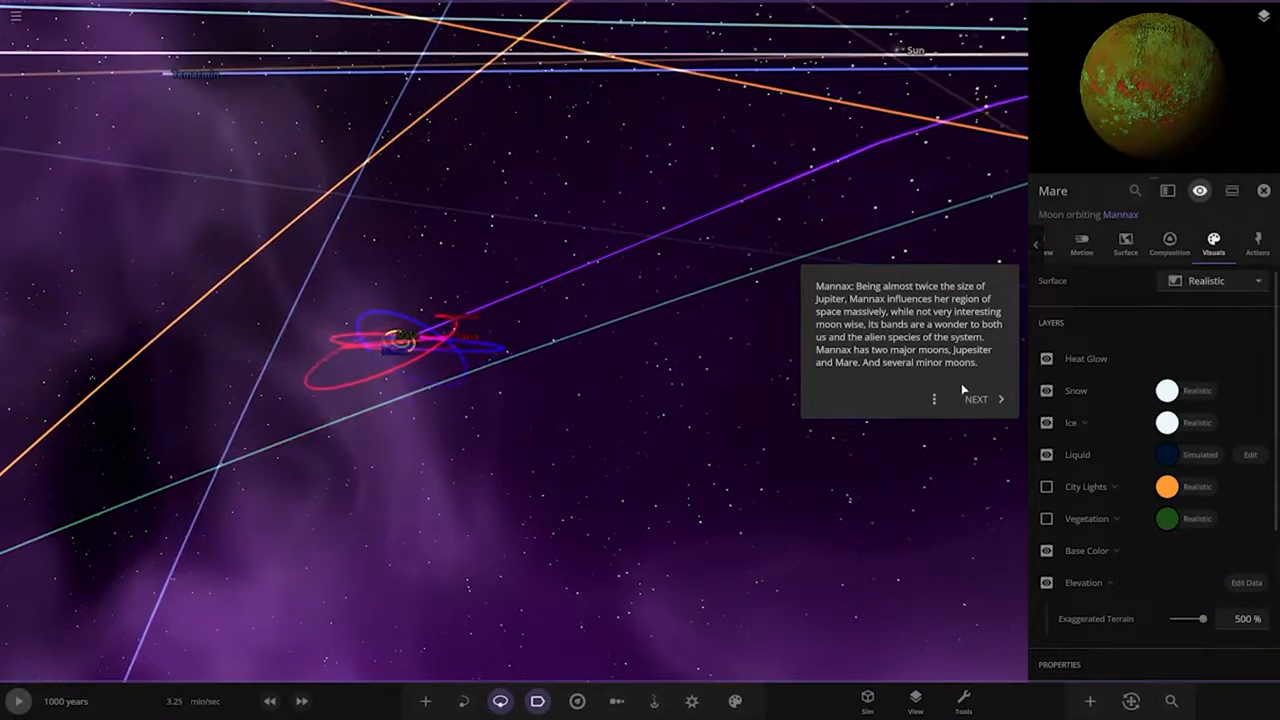 Sun
Temarmin
Mare
Moon orbiting Mannax
ew
Motion
Surface
Composition
Visuals
Actions
Surface
Realistic
LAYERS
Heat Glow
Snow
Realistic
Ice
Realistic
Liquid
Simulated
Edit
City Lights
Realistic
Vegetation
Realistic
Base Color
Elevation
Edit Data
Exaggerated Terrain
500 %
PROPERTIES
Mannax: Being almost twice the size of
Jupiter, Mannax influences her region of
space massively, while not very interesting
moon wise, its bands are a wonder to both
us and the alien species of the system.
Mannax has two major moons, Jupesiter
and Mare. And several minor moons.
NEXT
1000 years
3.25 min/sec
Sim
View
Tools